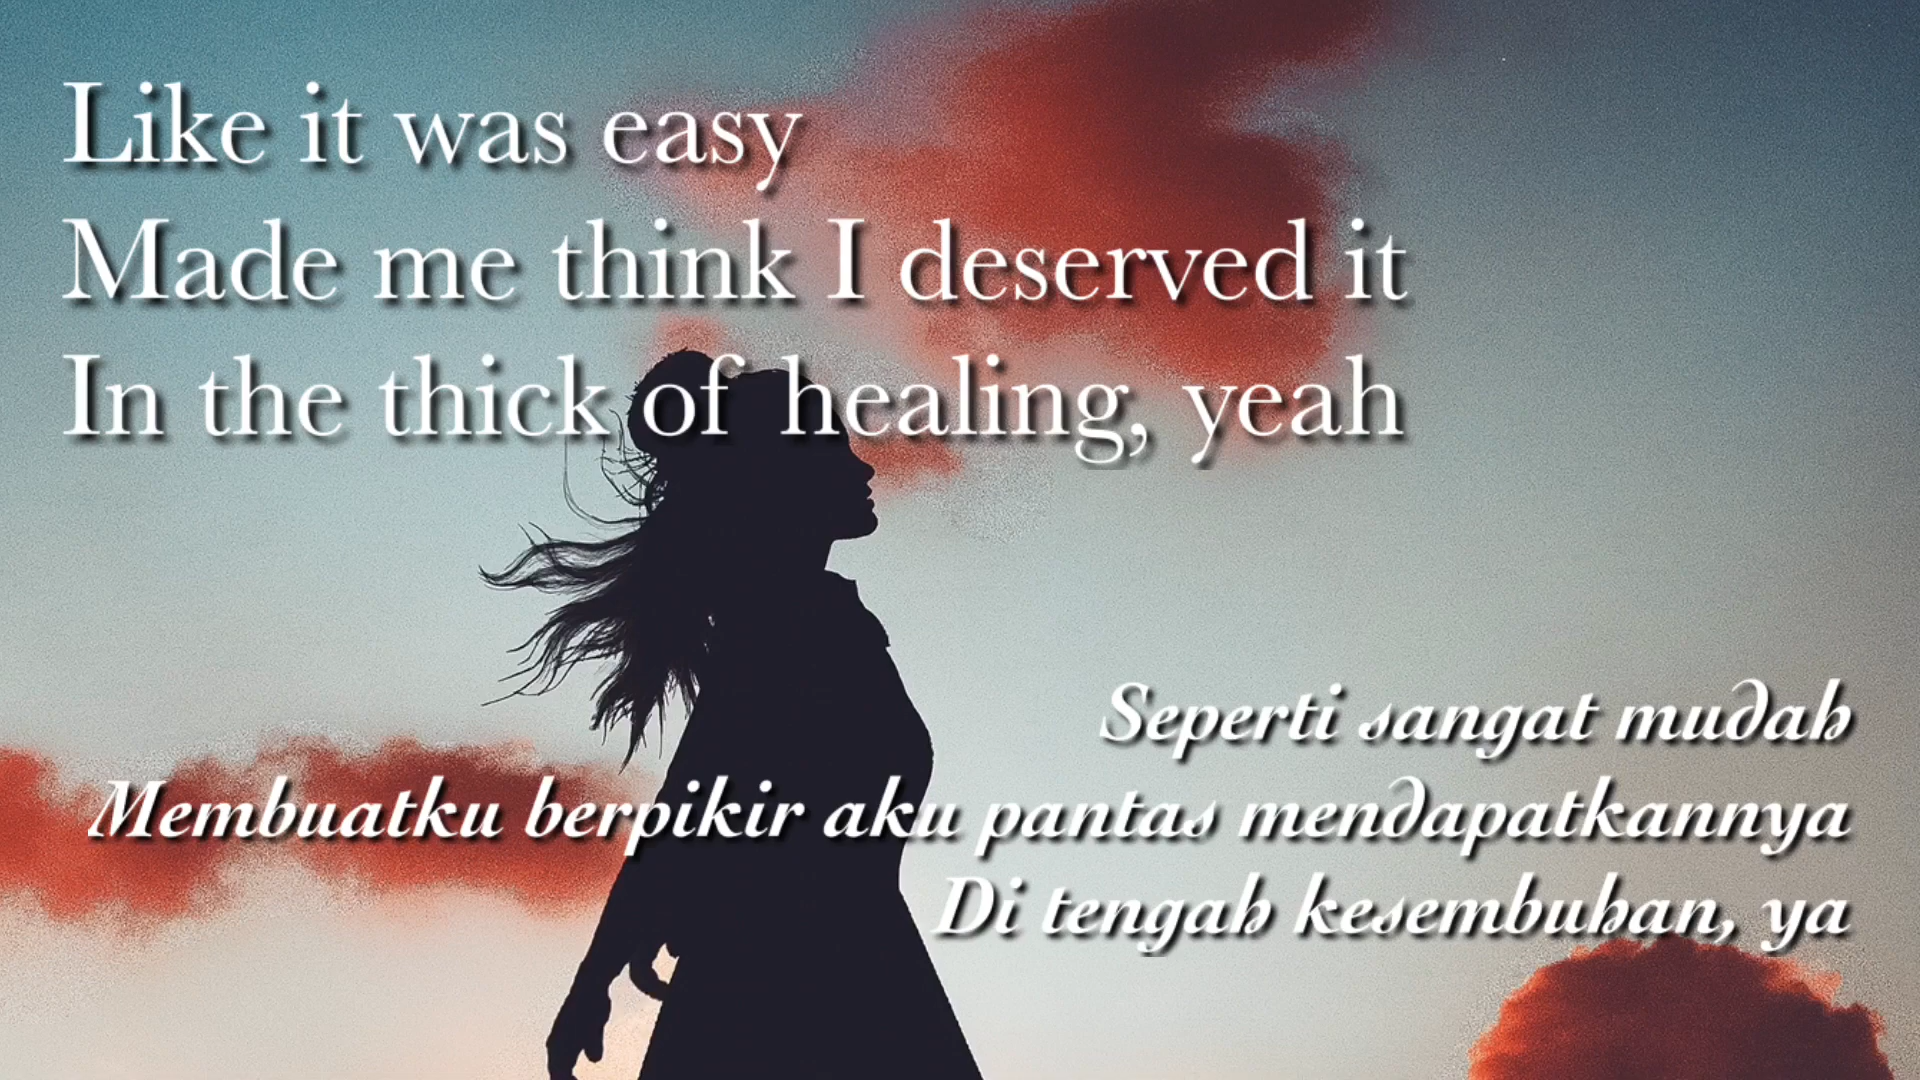 Like it was easy
Made me think I deserved it
In the thick of healing, yeah
Seperti sangat mudah
Membuatku berpikir aku pantas mendapatkannya
Di tengah kesembuhan, ya